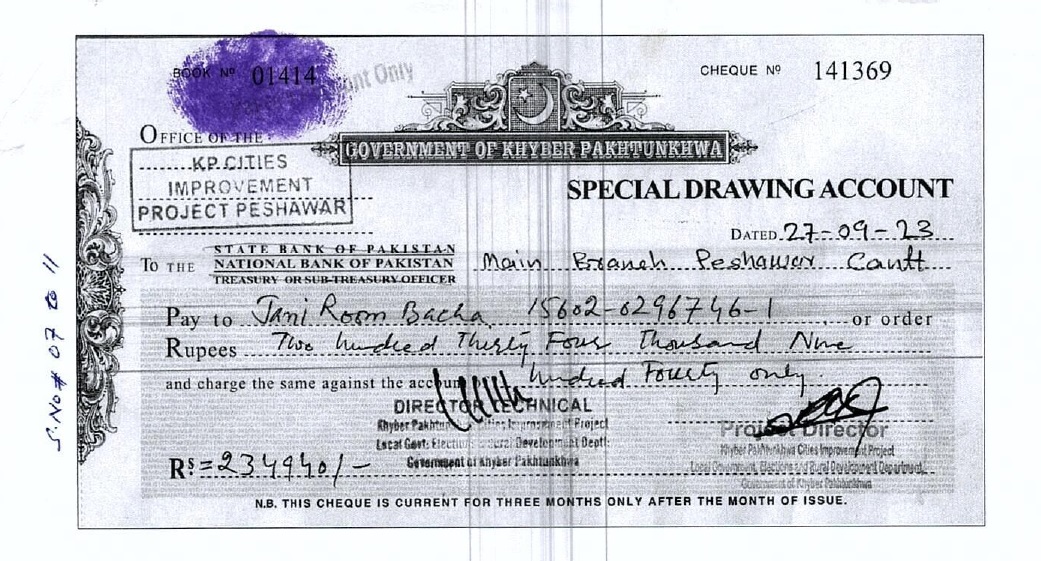 BOOK Nº 01414
nt Only
CHEQUE Nº 141369
OFFICE OF THE
KP CITIES
IMPROVEMENT
PROJECT PESHAWAR
GOVERNMENT OF KHYBER PAKHTUNKHWA
SPECIAL DRAWING ACCOUNT
DATED 27-09-23
STATE BANK OF PAKISTAN
To THE NATIONAL BANK OF PAKISTAN Main Branch Peshawar Cantt
TREASURY OR SUB-TREASURY OFFICER
Pay to Jani Room Bacha 15602-0296746-1 or order
Rupees Two hundred Thirty Four Thousand Nine
and charge the same against the accoun hundred Fourty only.
DIRECTOR TECHNICAL
Khyber Pakhtun Cities Improvement Project
Local Govt: Elections Rural Development Deptt:
Government of Khyber Pakhtunkhwa
Project Director
Khyber Pakhtunkhwa Cities Improvement Project
Local Government, Elections and Rural Development Department
Government of Khyber Pakhtunkhwa
Rs =234940/-
N.B. THIS CHEQUE IS CURRENT FOR THREE MONTHS ONLY AFTER THE MONTH OF ISSUE.
S.No# 07 to 11